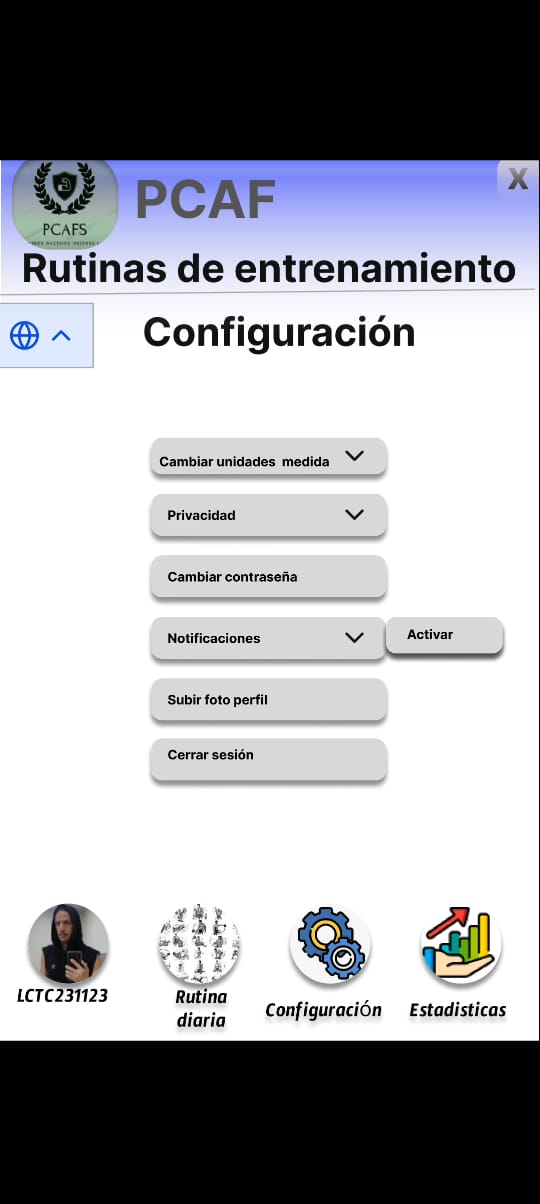 PCAFS
PCAF
X
Rutinas de entrenamiento
Configuración
Cambiar unidades medida
Privacidad
Cambiar contraseña
Notificaciones
Activar
Subir foto perfil
Cerrar sesión
LCTC231123
Rutina
diaria
Configuración
Estadisticas